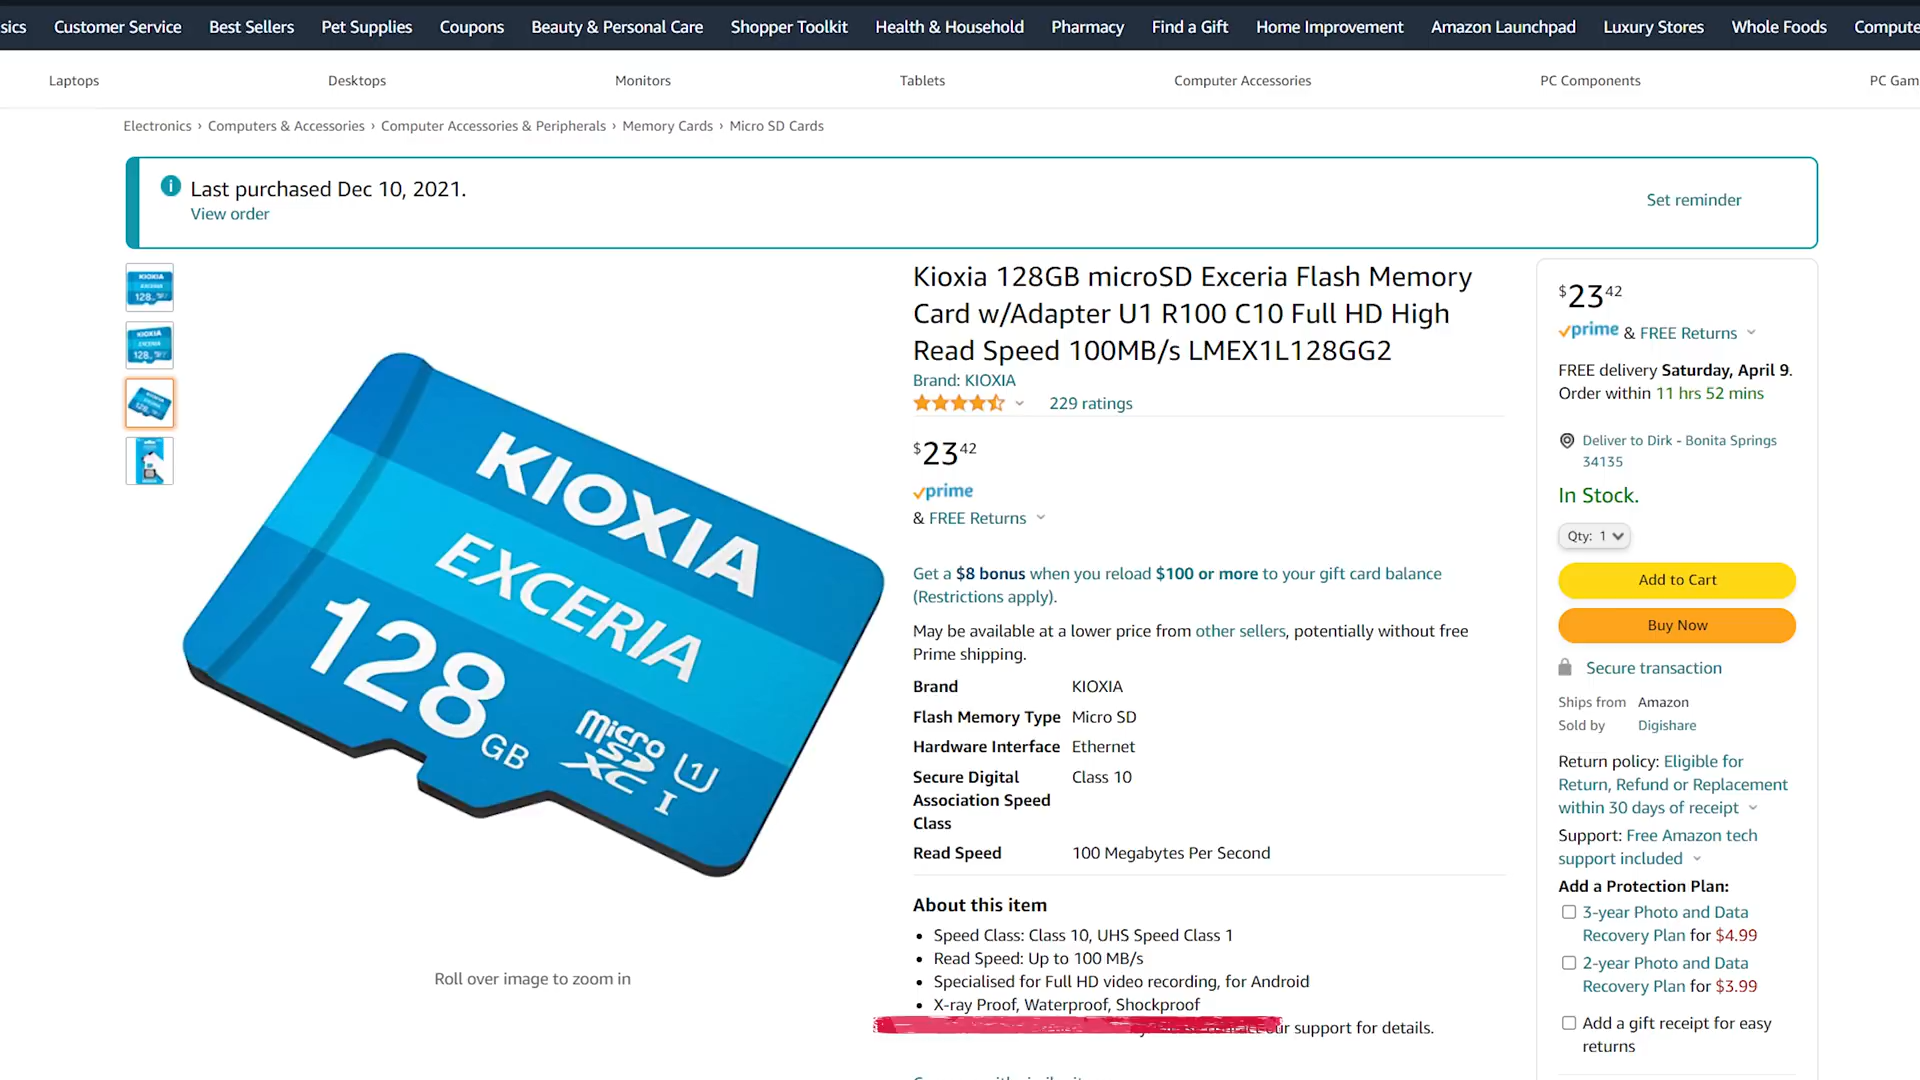 sics Customer Service Best Sellers Pet Supplies Coupons Beauty & Personal Care Shopper Toolkit Health & Household Pharmacy Find a Gift Home Improvement Amazon Launchpad Luxury Stores Whole Foods Compute
Laptops Desktops Monitors Tablets Computer Accessories PC Components PC Gam
Electronics › Computers & Accessories › Computer Accessories & Peripherals › Memory Cards › Micro SD Cards
Last purchased Dec 10, 2021.
View order
Set reminder
KIOXIA
EXCERIA
128 GB
micro SD XC I U1
Roll over image to zoom in
Kioxia 128GB microSD Exceria Flash Memory
Card w/Adapter U1 R100 C10 Full HD High
Read Speed 100MB/s LMEX1L128GG2
Brand: KIOXIA
229 ratings
$23 42
prime
& FREE Returns
Get a $8 bonus when you reload $100 or more to your gift card balance
(Restrictions apply).
May be available at a lower price from other sellers, potentially without free
Prime shipping.
Brand KIOXIA
Flash Memory Type Micro SD
Hardware Interface Ethernet
Secure Digital Class 10
Association Speed
Class
Read Speed 100 Megabytes Per Second
About this item
• Speed Class: Class 10, UHS Speed Class 1
• Read Speed: Up to 100 MB/s
• Specialised for Full HD video recording, for Android
• X-ray Proof, Waterproof, Shockproof
our support for details.
$23 42
prime & FREE Returns
FREE delivery Saturday, April 9.
Order within 11 hrs 52 mins
Deliver to Dirk - Bonita Springs
34135
In Stock.
Qty: 1
Add to Cart
Buy Now
Secure transaction
Ships from Amazon
Sold by Digishare
Return policy: Eligible for
Return, Refund or Replacement
within 30 days of receipt
Support: Free Amazon tech
support included
Add a Protection Plan:
3-year Photo and Data
Recovery Plan for $4.99
2-year Photo and Data
Recovery Plan for $3.99
Add a gift receipt for easy
returns